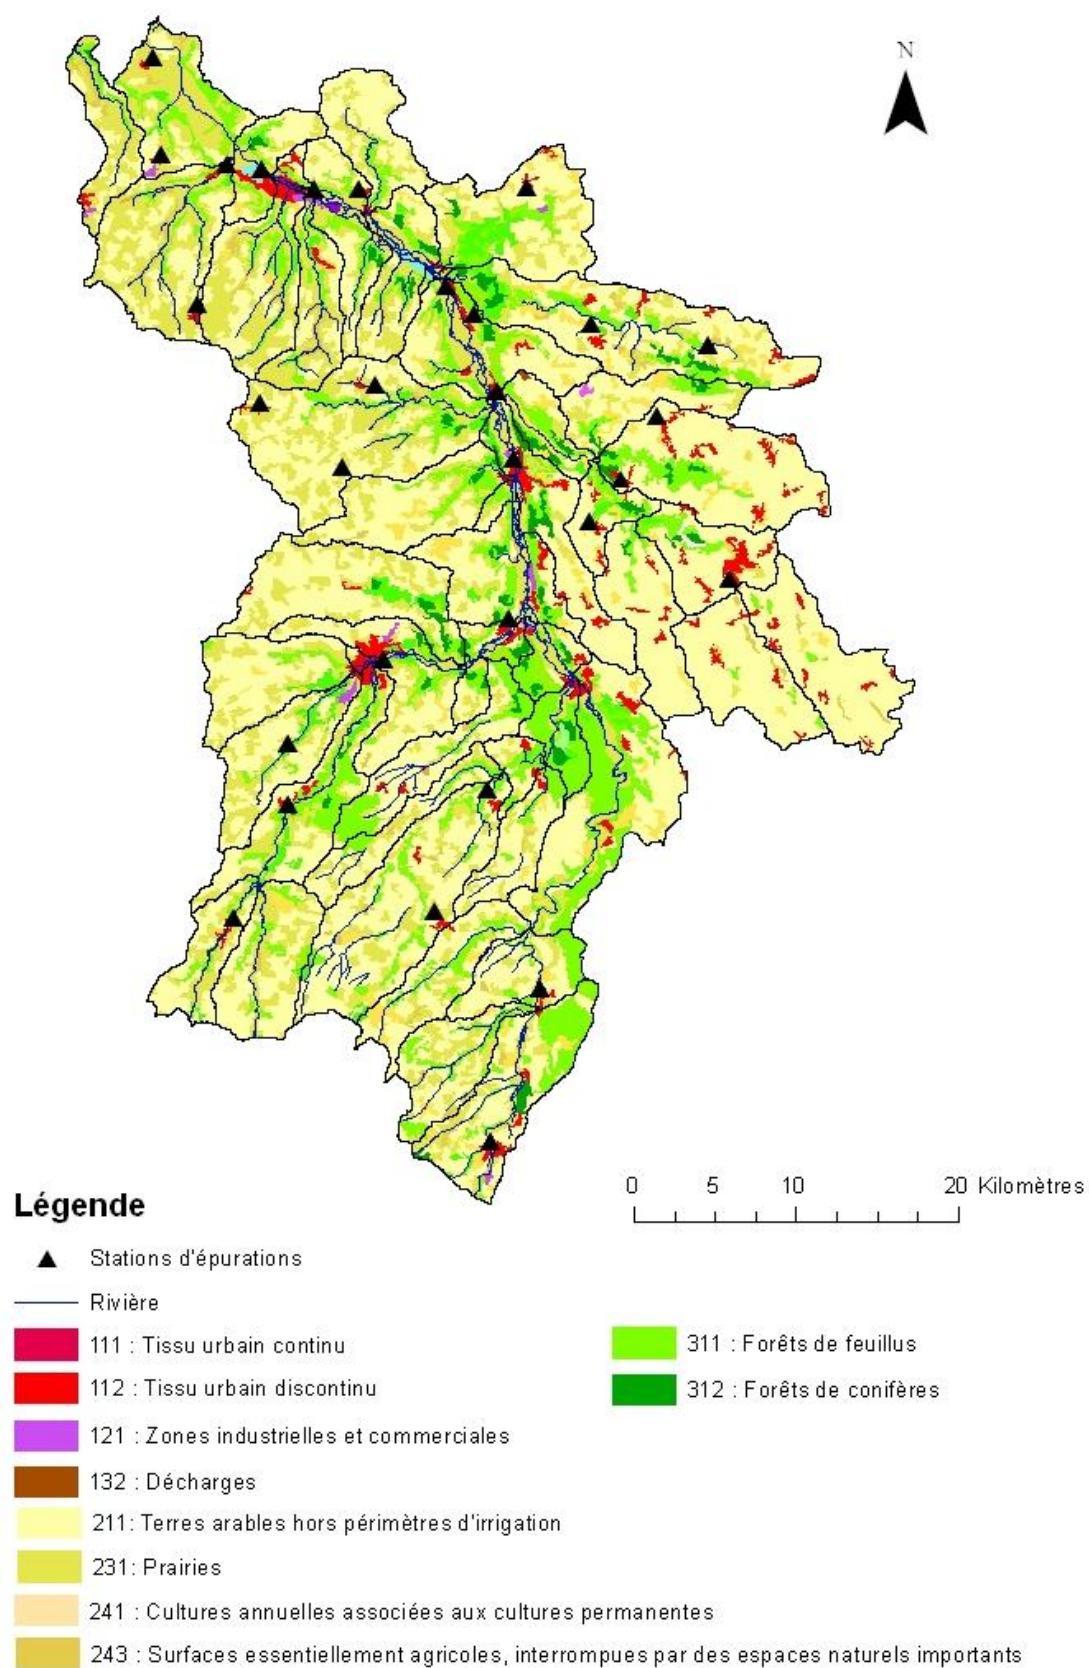 N
0 5 10 20 Kilomètres
Légende
Stations d'épurations
Rivière
111 : Tissu urbain continu
112 : Tissu urbain discontinu
121 : Zones industrielles et commerciales
132 : Décharges
211: Terres arables hors périmètres d'irrigation
231: Prairies
241 : Cultures annuelles associées aux cultures permanentes
243 : Surfaces essentiellement agricoles, interrompues par des espaces naturels importants
311 : Forêts de feuillus
312 : Forêts de conifères